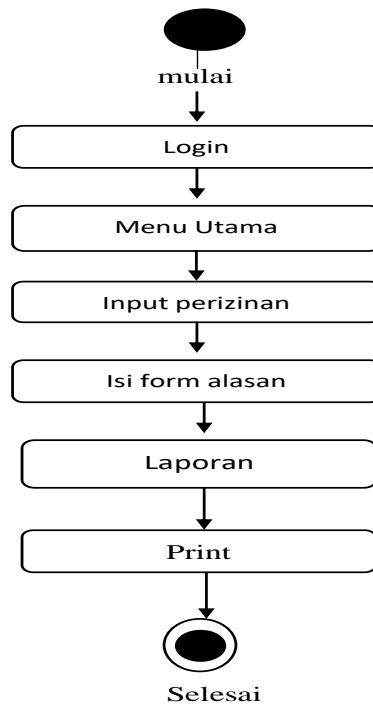 mulai
Login
Menu Utama
Input perizinan
Isi form alasan
Laporan
Print
Selesai